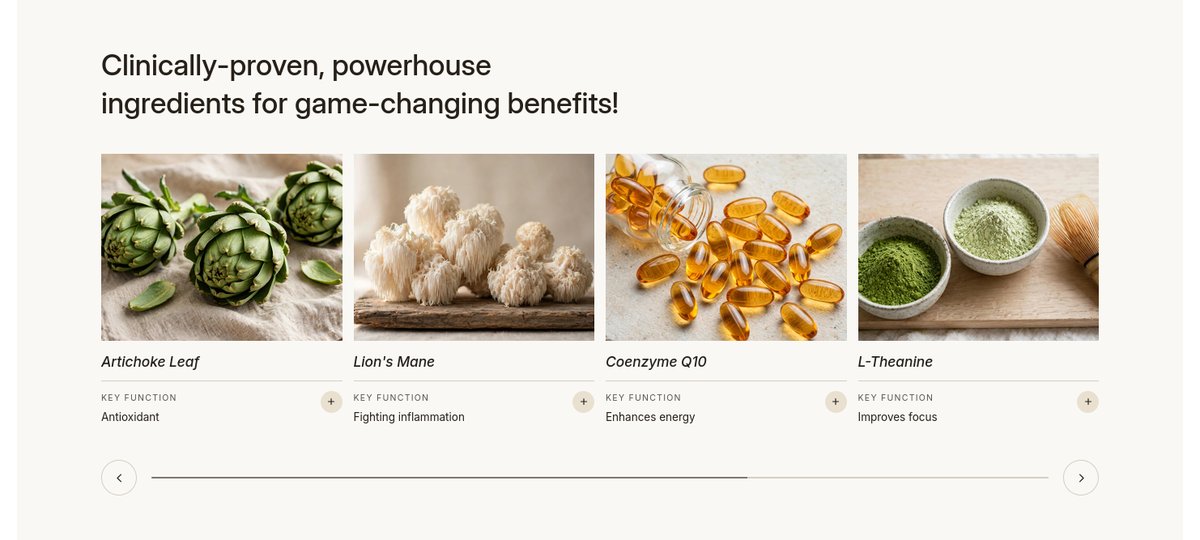 Clinically-proven, powerhouse
ingredients for game-changing benefits!
Artichoke Leaf
KEY FUNCTION
Antioxidant
Lion's Mane
KEY FUNCTION
Fighting inflammation
Coenzyme Q10
KEY FUNCTION
Enhances energy
L-Theanine
KEY FUNCTION
Improves focus